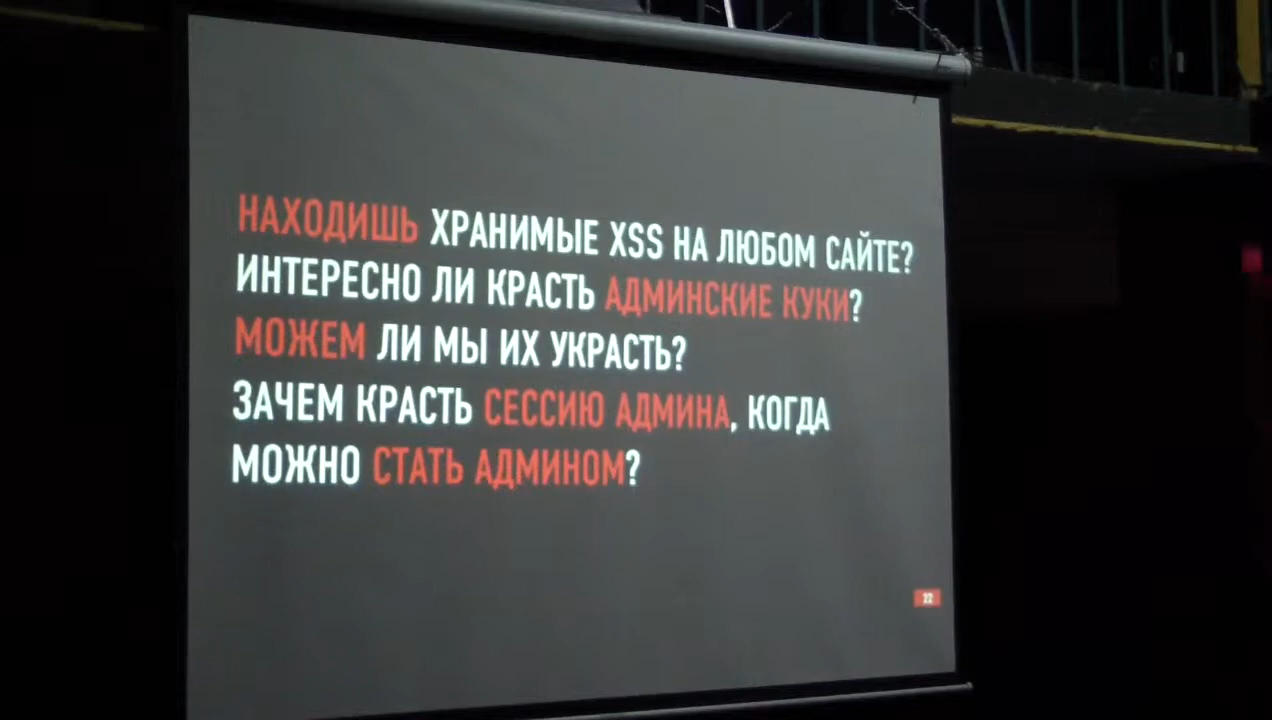 НАХОДИШЬ ХРАНИМЫЕ XSS НА ЛЮБОМ САЙТЕ?
ИНТЕРЕСНО ЛИ КРАСТЬ АДМИНСКИЕ КУКИ?
МОЖЕМ ЛИ МЫ ИХ УКРАСТЬ?
ЗАЧЕМ КРАСТЬ СЕССИЮ АДМИНА, КОГДА
МОЖНО СТАТЬ АДМИНОМ?
22